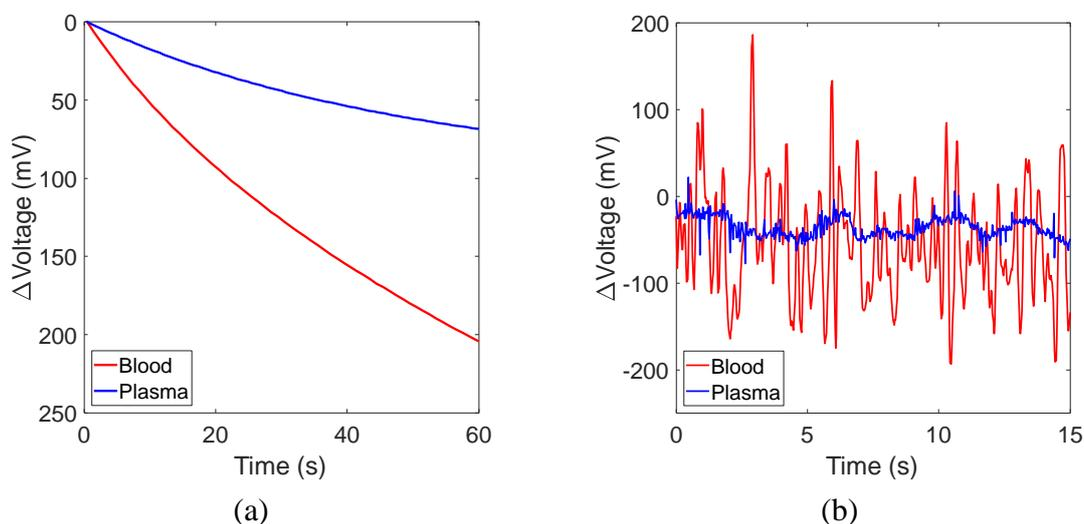 0
50
100
150
200
250
ΔVoltage (mV)
Blood
Plasma
0 20 40 60
Time (s)
(a)
200
100
0
-100
-200
ΔVoltage (mV)
Blood
Plasma
0 5 10 15
Time (s)
(b)